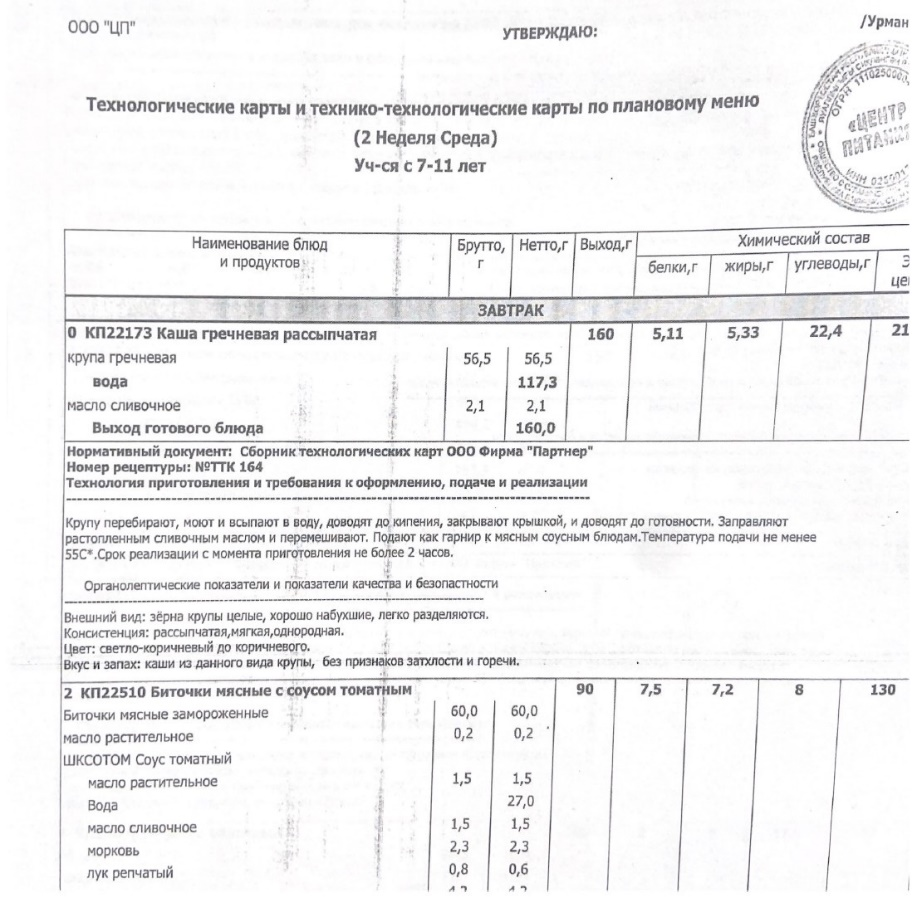 ООО "ЦП"
УТВЕРЖДАЮ:
/Урман
ОГРН
«ЦЕНТР
ПИТАНИЯ
ИНН
Технологические карты и технико-технологические карты по плановому меню
(2 Неделя Среда)
Уч-ся с 7-11 лет
Наименование блюд и продуктов Брутто, г Нетто,г Выход,г Химический состав
белки,г жиры,г углеводы,г Э
це
ЗАВТРАК
0 КП22173 Каша гречневая рассыпчатая 160 5,11 5,33 22,4 21
крупа гречневая 56,5 56,5
вода 117,3
масло сливочное 2,1 2,1
Выход готового блюда 160,0
Нормативный документ: Сборник технологических карт ООО Фирма "Партнер"
Номер рецептуры: №ТТК 164
Технология приготовления и требования к оформлению, подаче и реализации
Крупу перебирают, моют и всыпают в воду, доводят до кипения, закрывают крышкой, и доводят до готовности. Заправляют
растопленным сливочным маслом и перемешивают. Подают как гарнир к мясным соусным блюдам.Температура подачи не менее
55С*.Срок реализации с момента приготовления не более 2 часов.
Органолептические показатели и показатели качества и безопастности
Внешний вид: зёрна крупы целые, хорошо набухшие, легко разделяются.
Консистенция: рассыпчатая,мягкая,однородная.
Цвет: светло-коричневый до коричневого.
Вкус и запах: каши из данного вида крупы, без признаков затхлости и горечи.
2 КП22510 Биточки мясные с соусом томатным 90 7,5 7,2 8 130
Биточки мясные замороженные 60,0 60,0
масло растительное 0,2 0,2
ШКСОТОМ Соус томатный
масло растительное 1,5 1,5
Вода 27,0
масло сливочное 1,5 1,5
морковь 2,3 2,3
лук репчатый 0,8 0,6